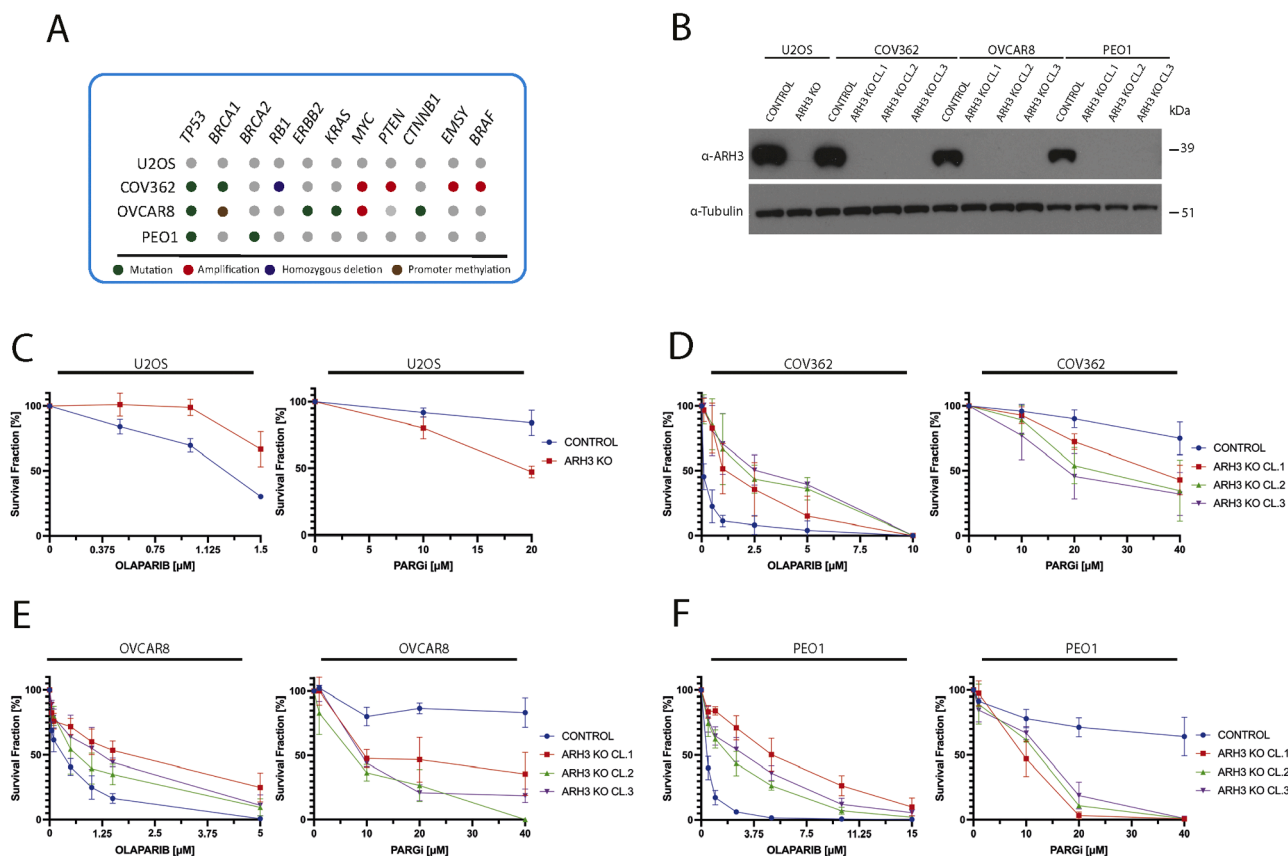 A
TP53 BRCA1 BRCA2 RB1 ERBB2 KRAS MYC PTEN CTNNB1 EMSY BRAF
U2OS
COV362
OVCAR8
PEO1
Mutation Amplification Homozygous deletion Promoter methylation
B
U2OS COV362 OVCAR8 PEO1
CONTROL ARH3 KO CONTROL ARH3 KO CL.1 ARH3 KO CL.2 ARH3 KO CL.3 CONTROL ARH3 KO CL.1 ARH3 KO CL.2 ARH3 KO CL.3 CONTROL ARH3 KO CL.1 ARH3 KO CL.2 ARH3 KO CL.3
kDa
α-ARH3 –39
α-Tubulin –51
C
U2OS
Survival Fraction [%]
100
50
0
0 0.375 0.75 1.125 1.5
OLAPARIB [µM]
U2OS
Survival Fraction [%]
100
50
0
0 5 10 15 20
PARGi [µM]
CONTROL
ARH3 KO
D
COV362
Survival Fraction [%]
100
50
0
0 2.5 5 7.5 10
OLAPARIB [µM]
COV362
Survival Fraction [%]
100
50
0
0 10 20 30 40
PARGi [µM]
CONTROL
ARH3 KO CL.1
ARH3 KO CL.2
ARH3 KO CL.3
E
OVCAR8
Survival Fraction [%]
100
50
0
0 1.25 2.5 3.75 5
OLAPARIB [µM]
OVCAR8
Survival Fraction [%]
100
50
0
0 10 20 30 40
PARGi [µM]
CONTROL
ARH3 KO CL.1
ARH3 KO CL.2
ARH3 KO CL.3
F
PEO1
Survival Fraction [%]
100
50
0
0 3.75 7.5 11.25 15
OLAPARIB [µM]
PEO1
Survival Fraction [%]
100
50
0
0 10 20 30 40
PARGi [µM]
CONTROL
ARH3 KO CL.1
ARH3 KO CL.2
ARH3 KO CL.3